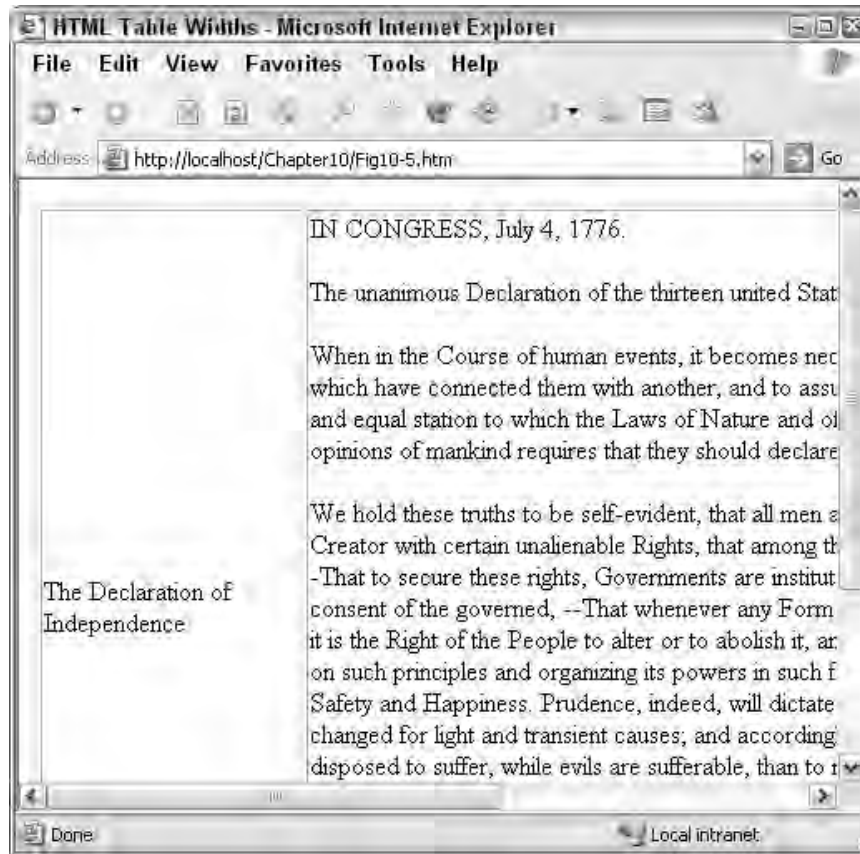 HTML Table Widths - Microsoft Internet Explorer
File Edit View Favorites Tools Help
Address http://localhost/Chapter10/Fig10-5.htm Go
The Declaration of
Independence
IN CONGRESS, July 4, 1776.
The unanimous Declaration of the thirteen united Stat
When in the Course of human events, it becomes nec
which have connected them with another, and to assu
and equal station to which the Laws of Nature and of
opinions of mankind requires that they should declare
We hold these truths to be self-evident, that all men a
Creator with certain unalienable Rights, that among th
-That to secure these rights, Governments are institut
consent of the governed, --That whenever any Form
it is the Right of the People to alter or to abolish it, an
on such principles and organizing its powers in such f
Safety and Happiness. Prudence, indeed, will dictate
changed for light and transient causes; and according
disposed to suffer, while evils are sufferable, than to r
Done Local intranet